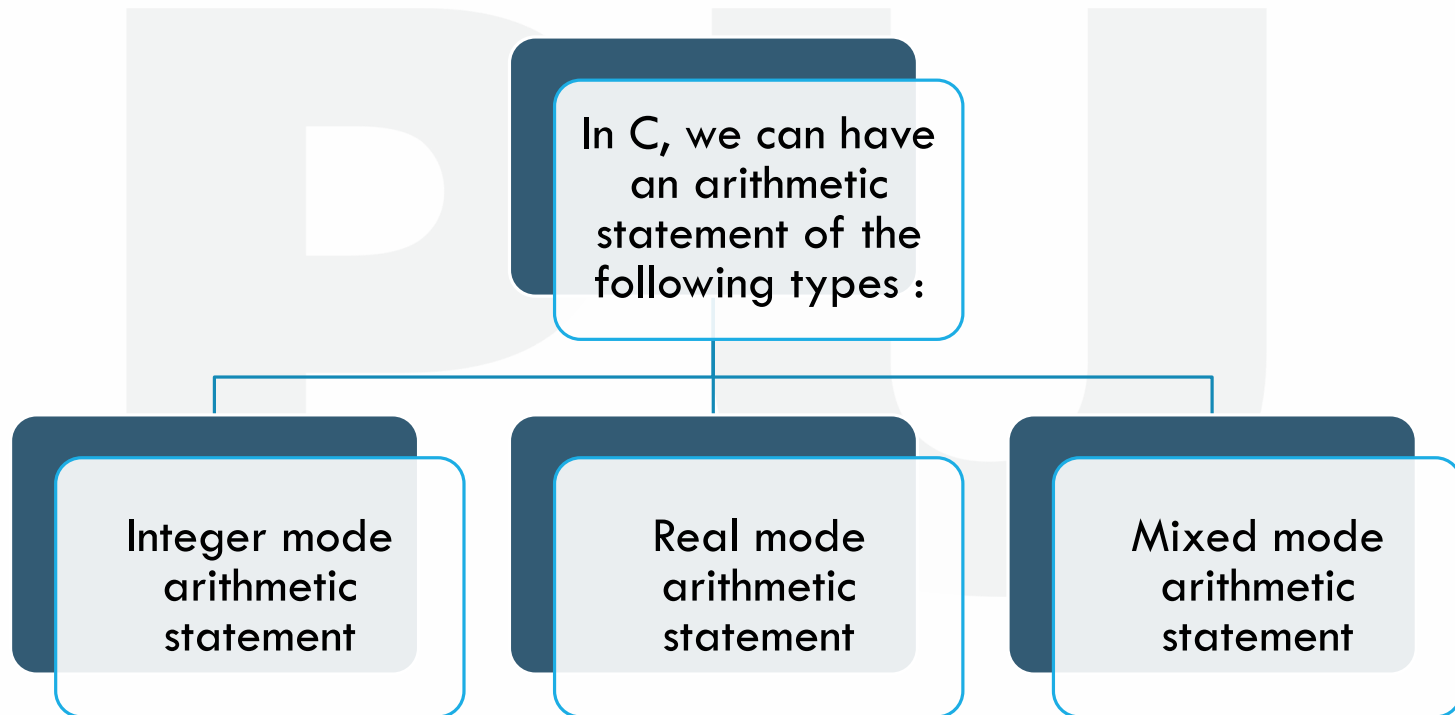 In C, we can have
an arithmetic
statement of the
following types :
Integer mode
arithmetic
statement
Real mode
arithmetic
statement
Mixed mode
arithmetic
statement